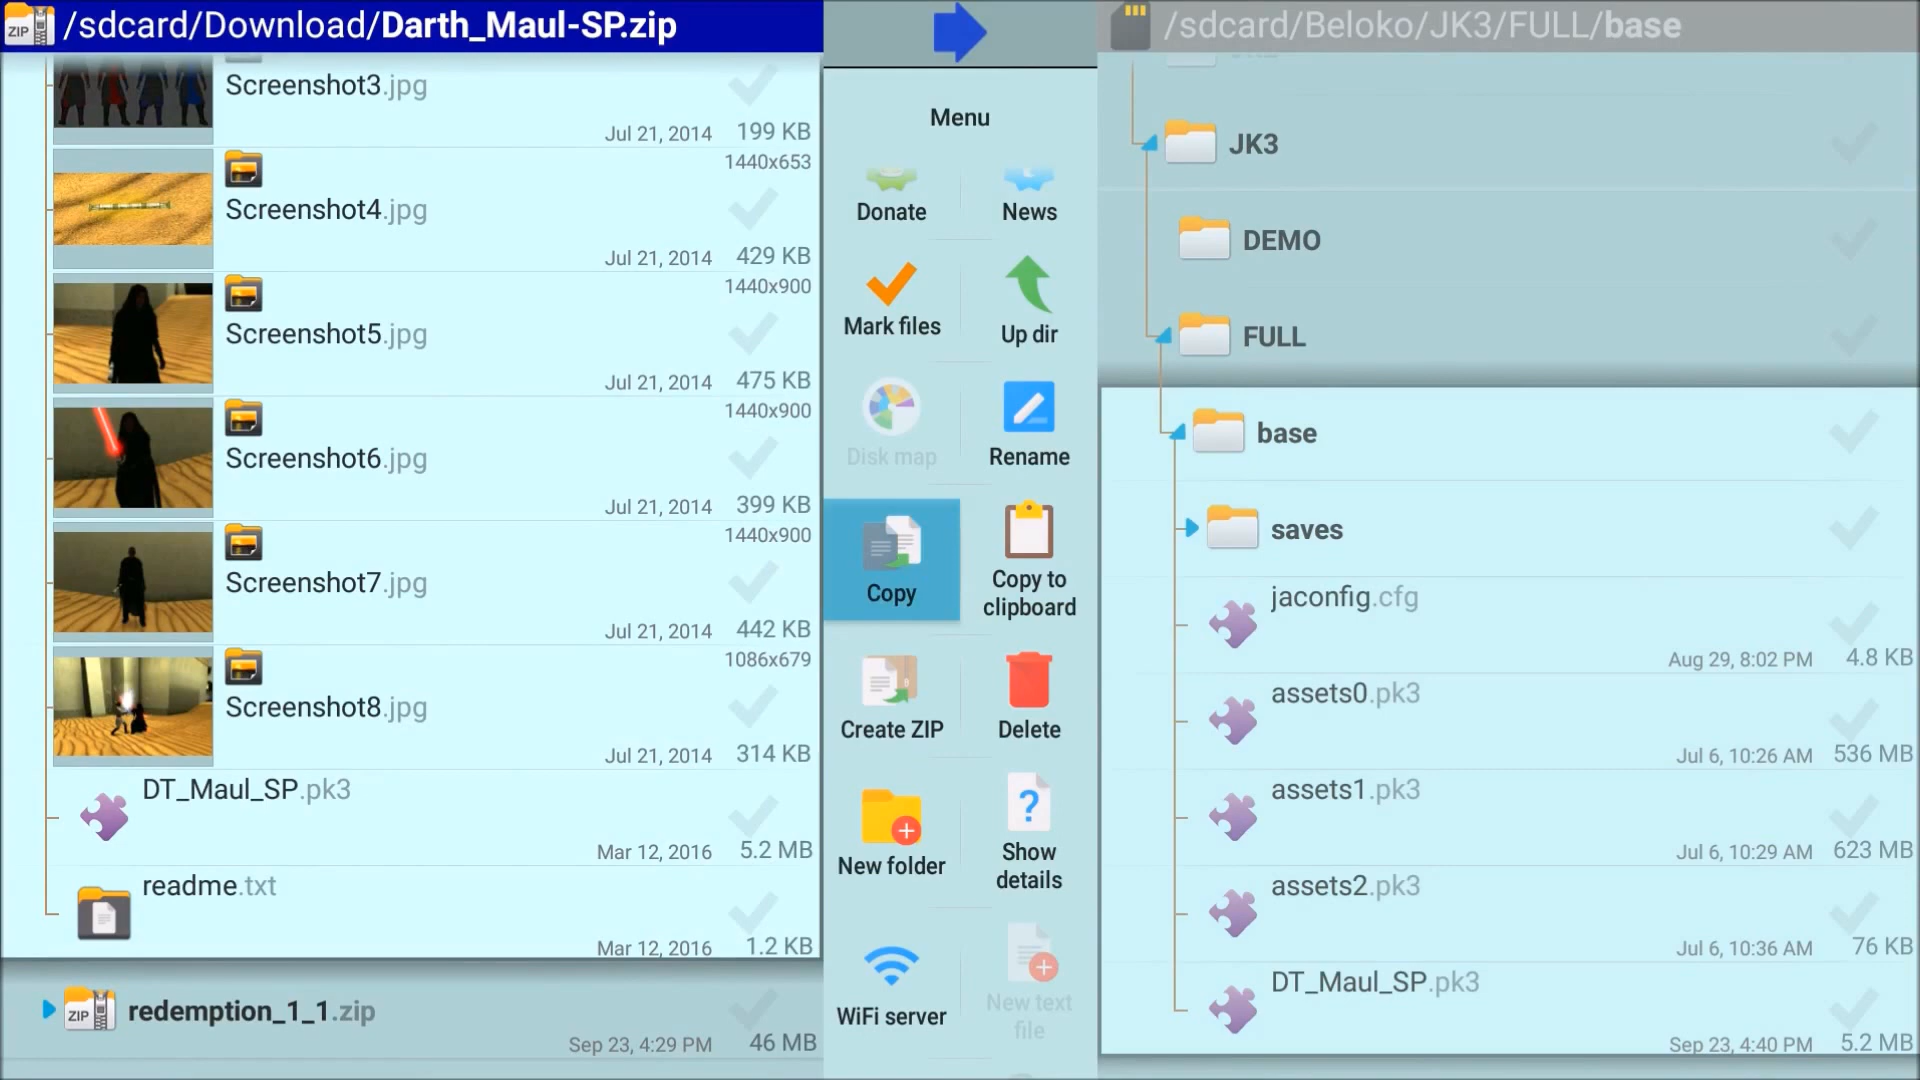 ZIP /sdcard/Download/Darth_Maul-SP.zip
Screenshot3.jpg
Jul 21, 2014 199 KB
1440x653
Screenshot4.jpg
Jul 21, 2014 429 KB
1440x900
Screenshot5.jpg
Jul 21, 2014 475 KB
1440x900
Screenshot6.jpg
Jul 21, 2014 399 KB
1440x900
Screenshot7.jpg
Jul 21, 2014 442 KB
1086x679
Screenshot8.jpg
Jul 21, 2014 314 KB
DT_Maul_SP.pk3
Mar 12, 2016 5.2 MB
readme.txt
Mar 12, 2016 1.2 KB
ZIP redemption_1_1.zip
Sep 23, 4:29 PM 46 MB
Menu
Donate News
Mark files Up dir
Disk map Rename
Copy
Copy to
clipboard
Create ZIP Delete
New folder
Show
details
WiFi server
New text
file
/sdcard/Beloko/JK3/FULL/base
JK3
DEMO
FULL
base
saves
jaconfig.cfg
Aug 29, 8:02 PM 4.8 KB
assets0.pk3
Jul 6, 10:26 AM 536 MB
assets1.pk3
Jul 6, 10:29 AM 623 MB
assets2.pk3
Jul 6, 10:36 AM 76 KB
DT_Maul_SP.pk3
Sep 23, 4:40 PM 5.2 MB